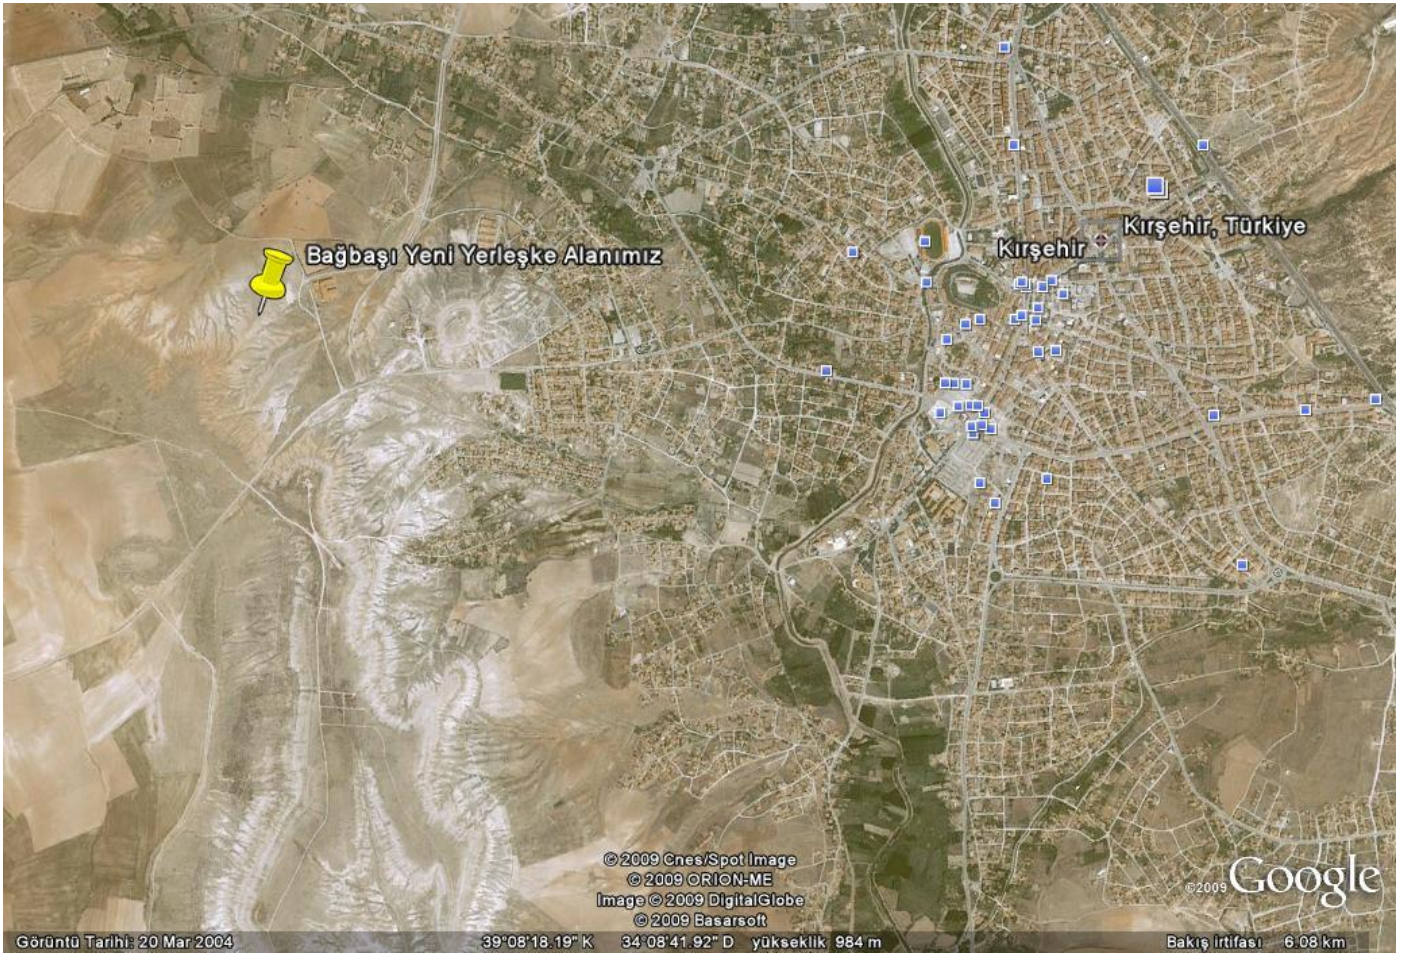 Kırşehir, Türkiye
Kırşehir
Bağbaşı Yeni Yerleşke Alanımız
© 2009 Cnes/Spot Image
© 2009 ORION-ME
Image © 2009 DigitalGlobe
© 2009 Basarsoft
©2009 Google
Görüntü Tarihi: 20 Mar 2004 39°08'18.19" K 34°08'41.92" D yükseklik 984 m Bakış irtifası 6.08 km